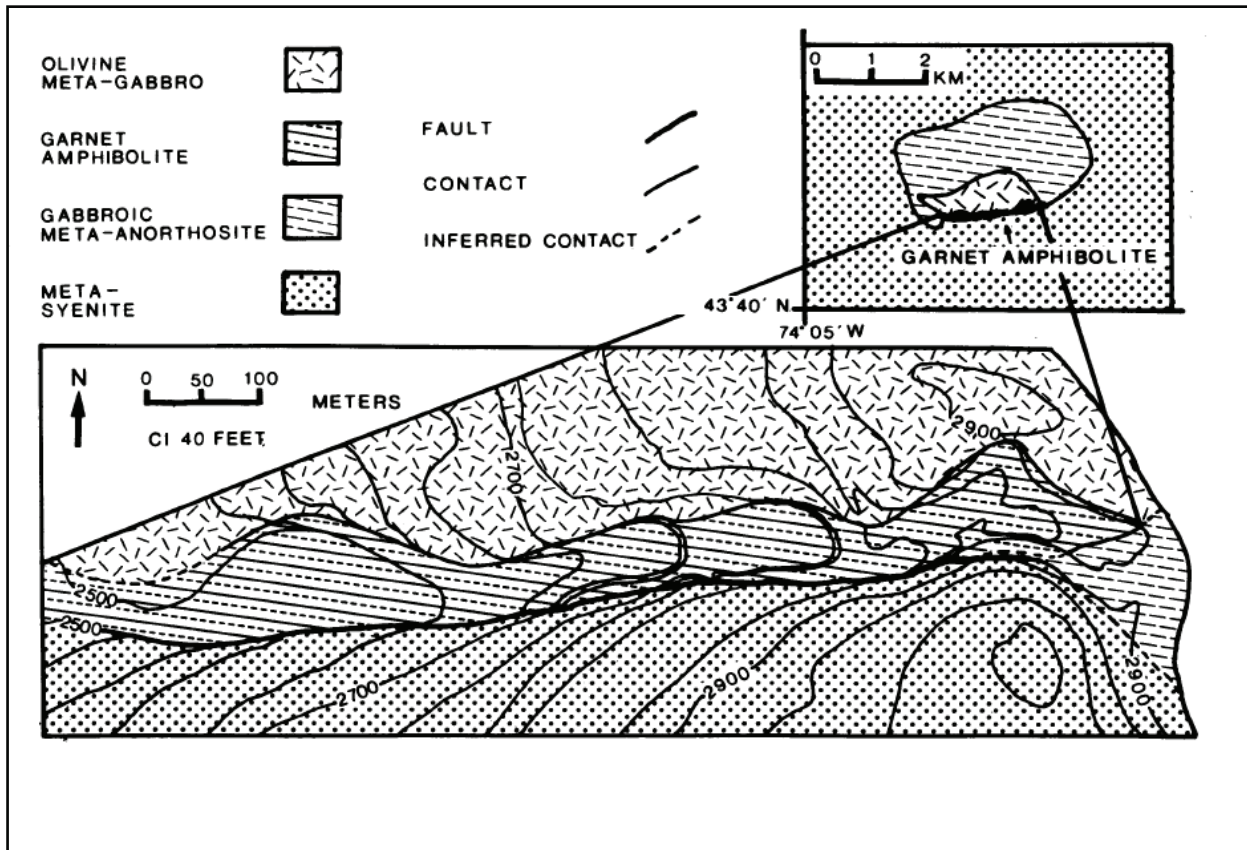 OLIVINE
META-GABBRO
GARNET
AMPHIBOLITE
GABBROIC
META-ANORTHOSITE
META-
SYENITE
FAULT
CONTACT
INFERRED CONTACT
0 1 2
KM
GARNET AMPHIBOLITE
43°40′ N
74°05′ W
N
0 50 100
METERS
CI 40 FEET
2900
2700
2500
2500
2700
2900
2900